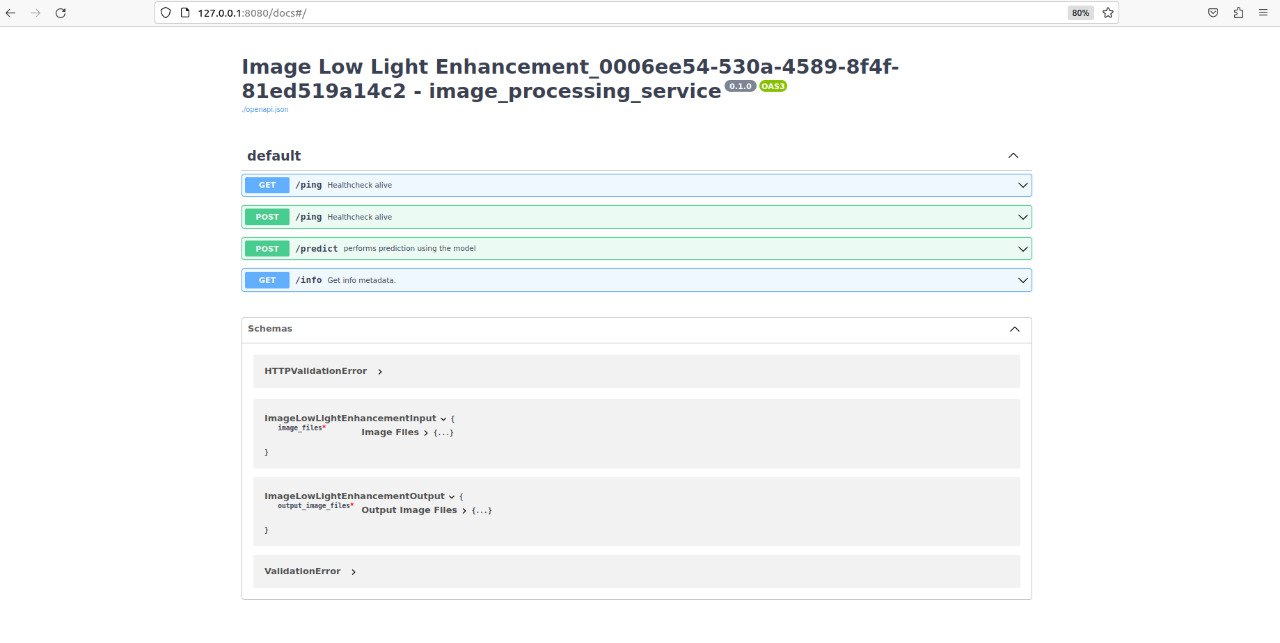 127.0.0.1:8080/docs#/
80%
Image Low Light Enhancement_0006ee54-530a-4589-8f4f-
81ed519a14c2 - image_processing_service 0.1.0 OAS3
./openapi.json
default
GET /ping Healthcheck alive
POST /ping Healthcheck alive
POST /predict performs prediction using the model
GET /info Get info metadata.
Schemas
HTTPValidationError
ImageLowLightEnhancementInput {
image_files* Image Files > {...}
}
ImageLowLightEnhancementOutput {
output_image_files* Output Image Files > {...}
}
ValidationError